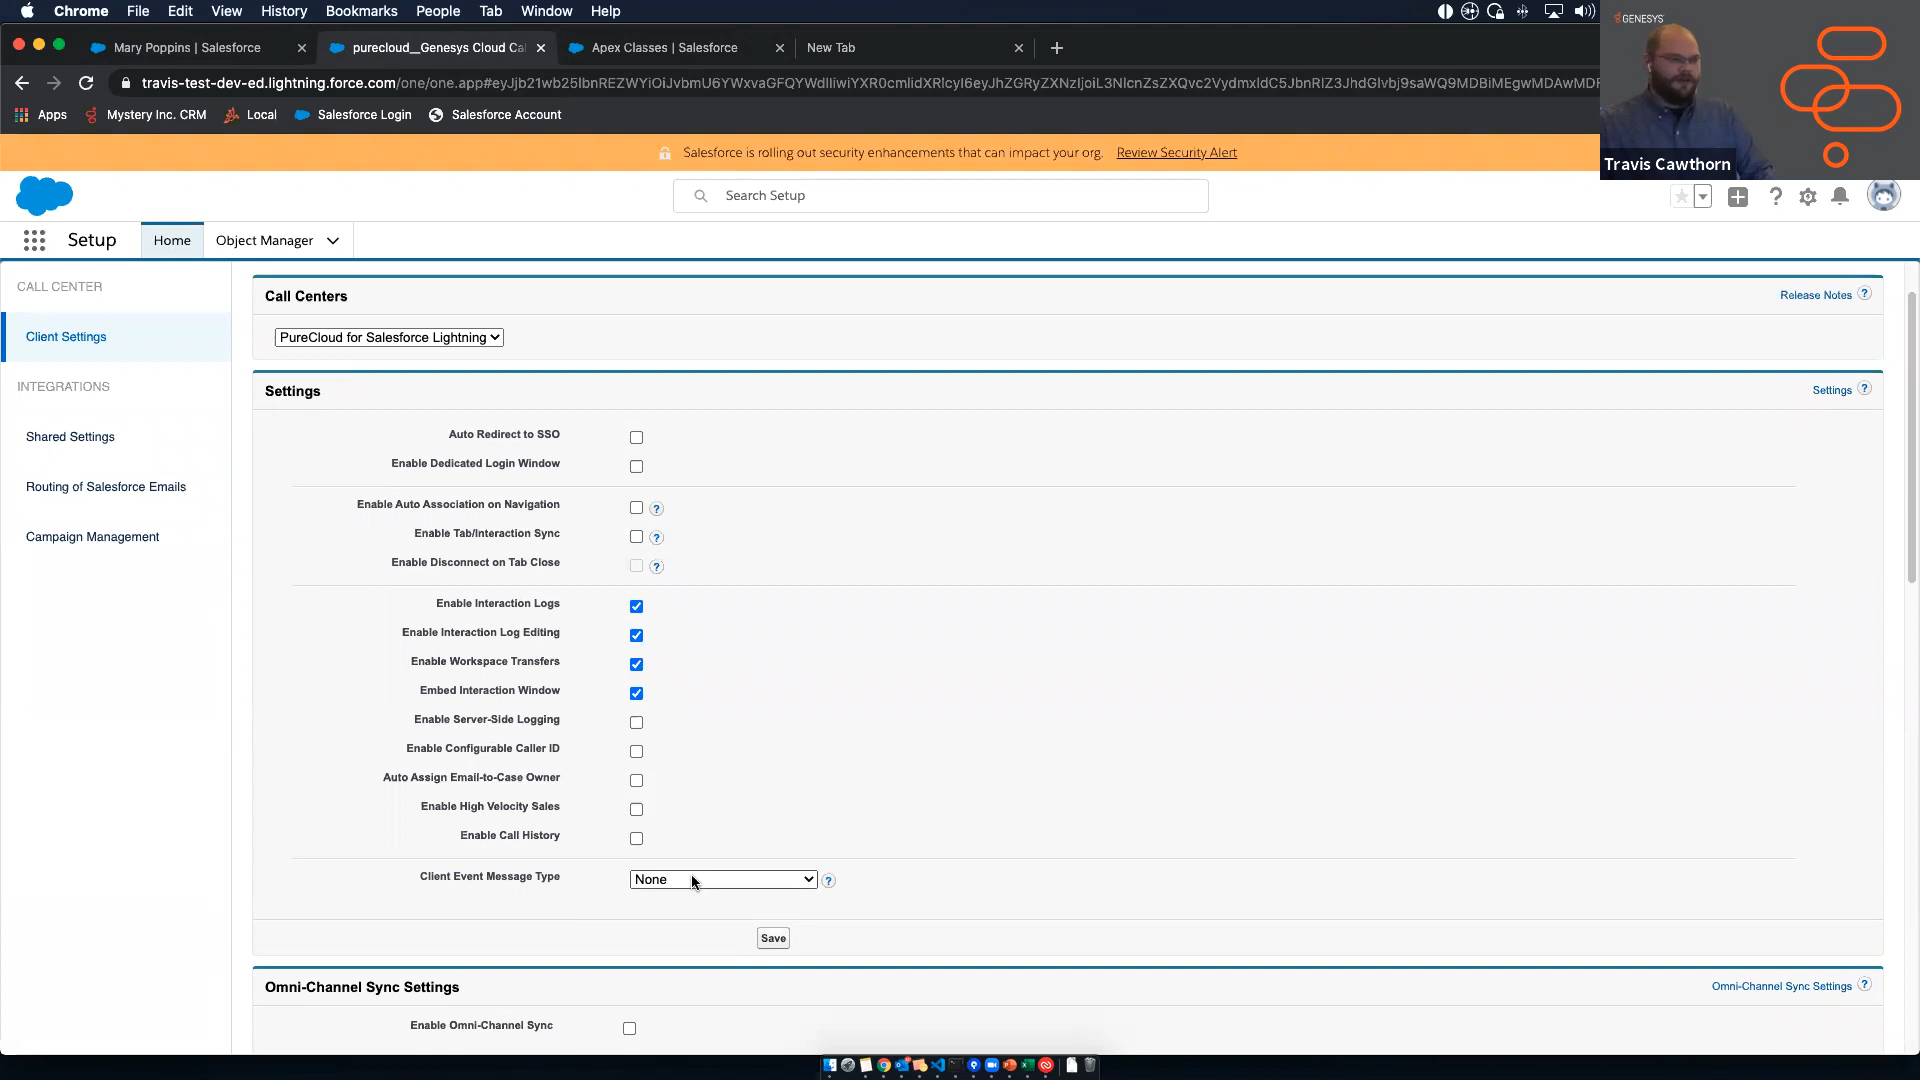 Chrome File Edit View History Bookmarks People Tab Window Help
GENESYS
Mary Poppins | Salesforce
purecloud__Genesys Cloud Ca
Apex Classes | Salesforce
New Tab
travis-test-dev-ed.lightning.force.com
Apps Mystery Inc. CRM Local Salesforce Login Salesforce Account
Salesforce is rolling out security enhancements that can impact your org. Review Security Alert
Travis Cawthorn
Search Setup
Setup Home Object Manager
CALL CENTER
Client Settings
INTEGRATIONS
Shared Settings
Routing of Salesforce Emails
Campaign Management
Call Centers
Release Notes ?
PureCloud for Salesforce Lightning
Settings
Settings ?
Auto Redirect to SSO
Enable Dedicated Login Window
Enable Auto Association on Navigation ?
Enable Tab/Interaction Sync ?
Enable Disconnect on Tab Close ?
Enable Interaction Logs
Enable Interaction Log Editing
Enable Workspace Transfers
Embed Interaction Window
Enable Server-Side Logging
Enable Configurable Caller ID
Auto Assign Email-to-Case Owner
Enable High Velocity Sales
Enable Call History
Client Event Message Type None ?
Save
Omni-Channel Sync Settings
Omni-Channel Sync Settings ?
Enable Omni-Channel Sync